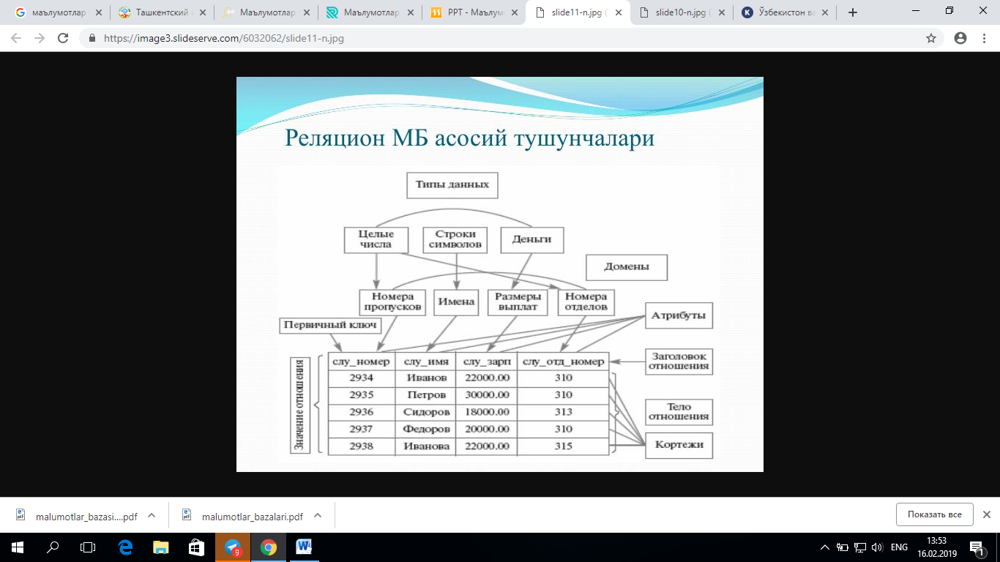 маълумотлар
Ташкентский
Маълумотлар
Маълумотлар
PPT - Маълум
slide11-n.jpg (
slide10-n.jpg (
Ўзбекистон ва
https://image3.slideserve.com/6032062/slide11-n.jpg
Реляцион МБ асосий тушунчалари
Типы данных
Целые
числа
Строки
символов
Деньги
Домены
Номера
пропусков
Имена
Размеры
выплат
Номера
отделов
Атрибуты
Первичный ключ
Заголовок
отношения
Значение отношения
слу_номер слу_имя слу_зарп слу_отд_номер
2934 Иванов 22000.00 310
2935 Петров 30000.00 310
2936 Сидоров 18000.00 313
2937 Федоров 20000.00 310
2938 Иванова 22000.00 315
Тело
отношения
Кортежи
malumotlar_bazasi....pdf
malumotlar_bazalari.pdf
Показать все
9
ENG
13:53
16.02.2019
1